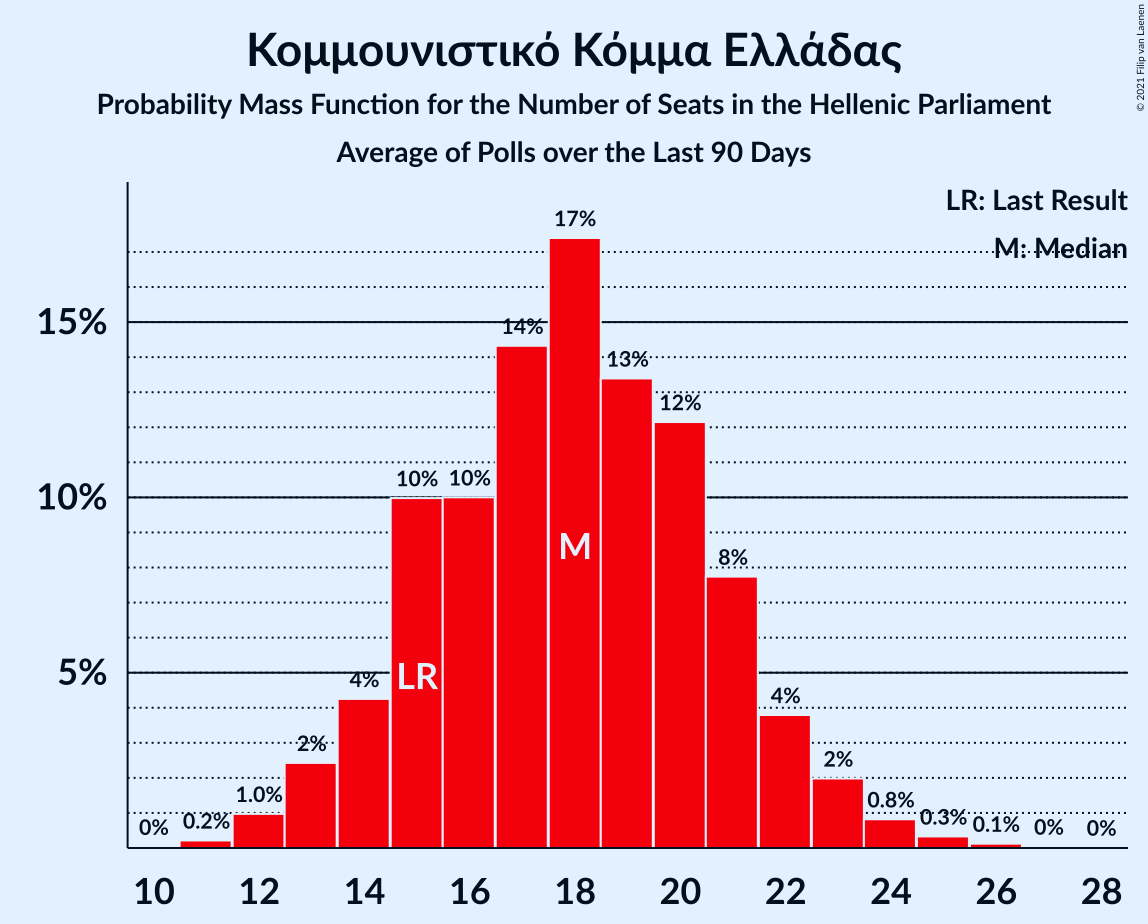 Κομμουνιστικό Κόμμα Ελλάδας
Probability Mass Function for the Number of Seats in the Hellenic Parliament
Average of Polls over the Last 90 Days
© 2021 Filip van Laenen
LR: Last Result
M: Median
15%
10%
5%
0%
0.2%
1.0%
2%
4%
10%
10%
14%
17%
13%
12%
8%
4%
2%
0.8%
0.3%
0.1%
0%
0%
LR
M
10 12 14 16 18 20 22 24 26 28